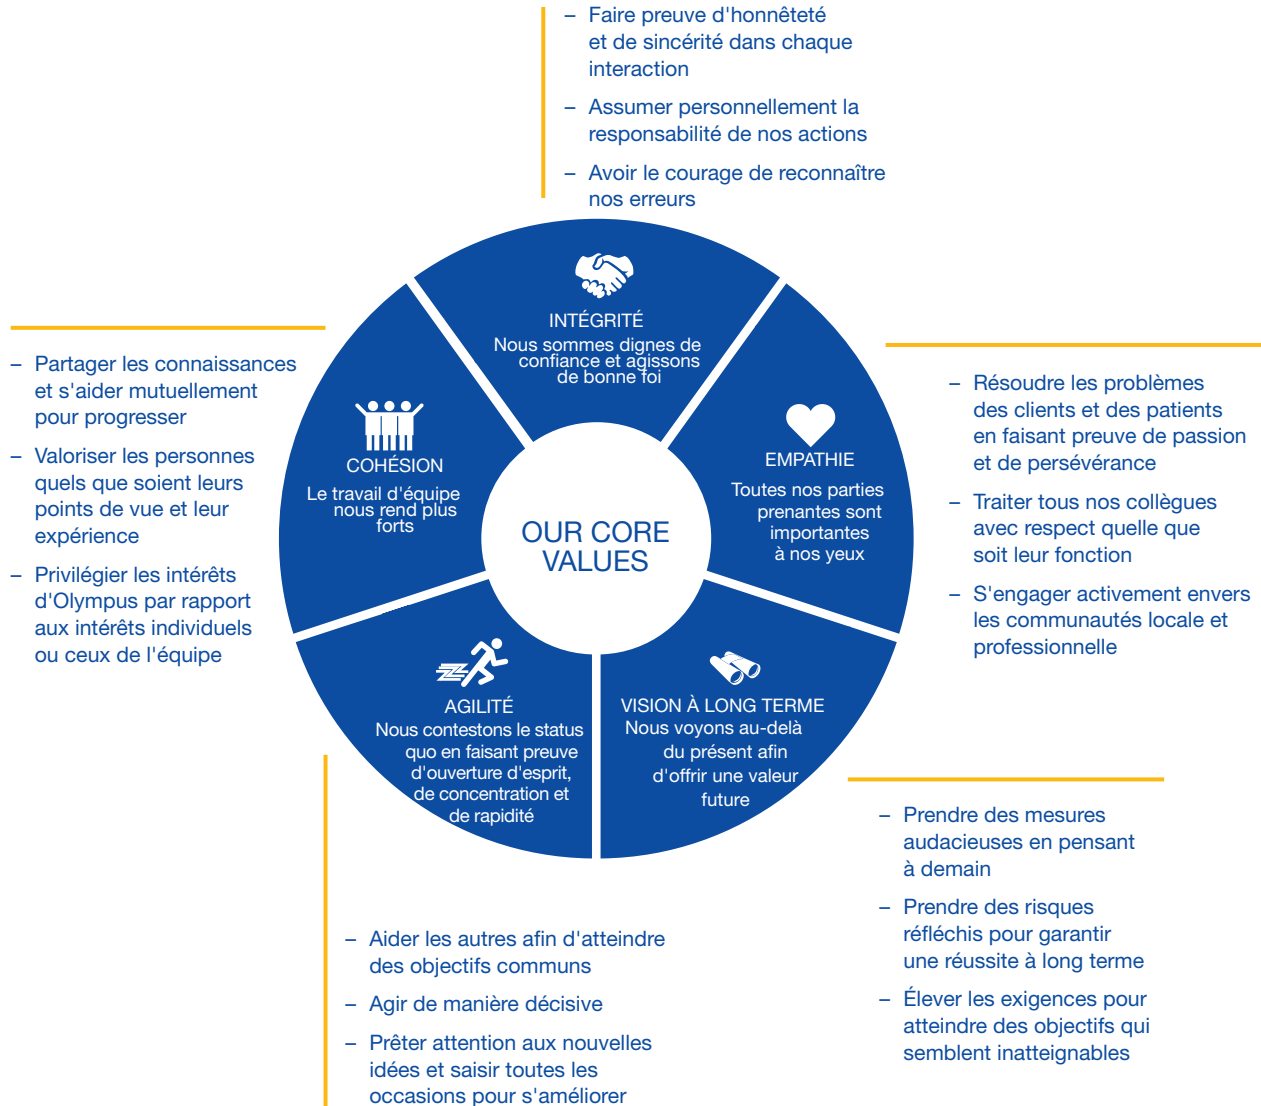 – Faire preuve d'honnêteté
et de sincérité dans chaque
interaction
– Assumer personnellement la
responsabilité de nos actions
– Avoir le courage de reconnaître
nos erreurs
INTÉGRITÉ
Nous sommes dignes de
confiance et agissons
de bonne foi
– Partager les connaissances
et s'aider mutuellement
pour progresser
– Valoriser les personnes
quels que soient leurs
points de vue et leur
expérience
– Privilégier les intérêts
d'Olympus par rapport
aux intérêts individuels
ou ceux de l'équipe
COHÉSION
Le travail d'équipe
nous rend plus
forts
OUR CORE
VALUES
EMPATHIE
Toutes nos parties
prenantes sont
importantes
à nos yeux
– Résoudre les problèmes
des clients et des patients
en faisant preuve de passion
et de persévérance
– Traiter tous nos collègues
avec respect quelle que
soit leur fonction
– S'engager activement envers
les communautés locale et
professionnelle
AGILITÉ
Nous contestons le status
quo en faisant preuve
d'ouverture d'esprit,
de concentration et
de rapidité
VISION À LONG TERME
Nous voyons au-delà
du présent afin
d'offrir une valeur
future
– Aider les autres afin d'atteindre
des objectifs communs
– Agir de manière décisive
– Prêter attention aux nouvelles
idées et saisir toutes les
occasions pour s'améliorer
– Prendre des mesures
audacieuses en pensant
à demain
– Prendre des risques
réfléchis pour garantir
une réussite à long terme
– Élever les exigences pour
atteindre des objectifs qui
semblent inatteignables